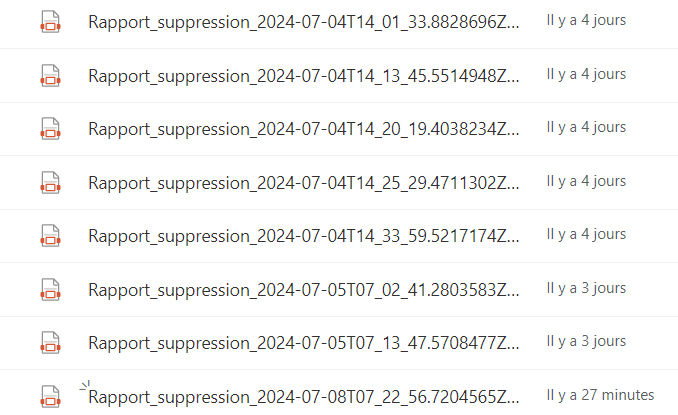 Rapport_suppression_2024-07-04T14_01_33.8828696Z... Il y a 4 jours
Rapport_suppression_2024-07-04T14_13_45.5514948Z... Il y a 4 jours
Rapport_suppression_2024-07-04T14_20_19.4038234Z... Il y a 4 jours
Rapport_suppression_2024-07-04T14_25_29.4711302Z... Il y a 4 jours
Rapport_suppression_2024-07-04T14_33_59.5217174Z... Il y a 4 jours
Rapport_suppression_2024-07-05T07_02_41.2803583Z... Il y a 3 jours
Rapport_suppression_2024-07-05T07_13_47.5708477Z... Il y a 3 jours
Rapport_suppression_2024-07-08T07_22_56.7204565Z... Il y a 27 minutes